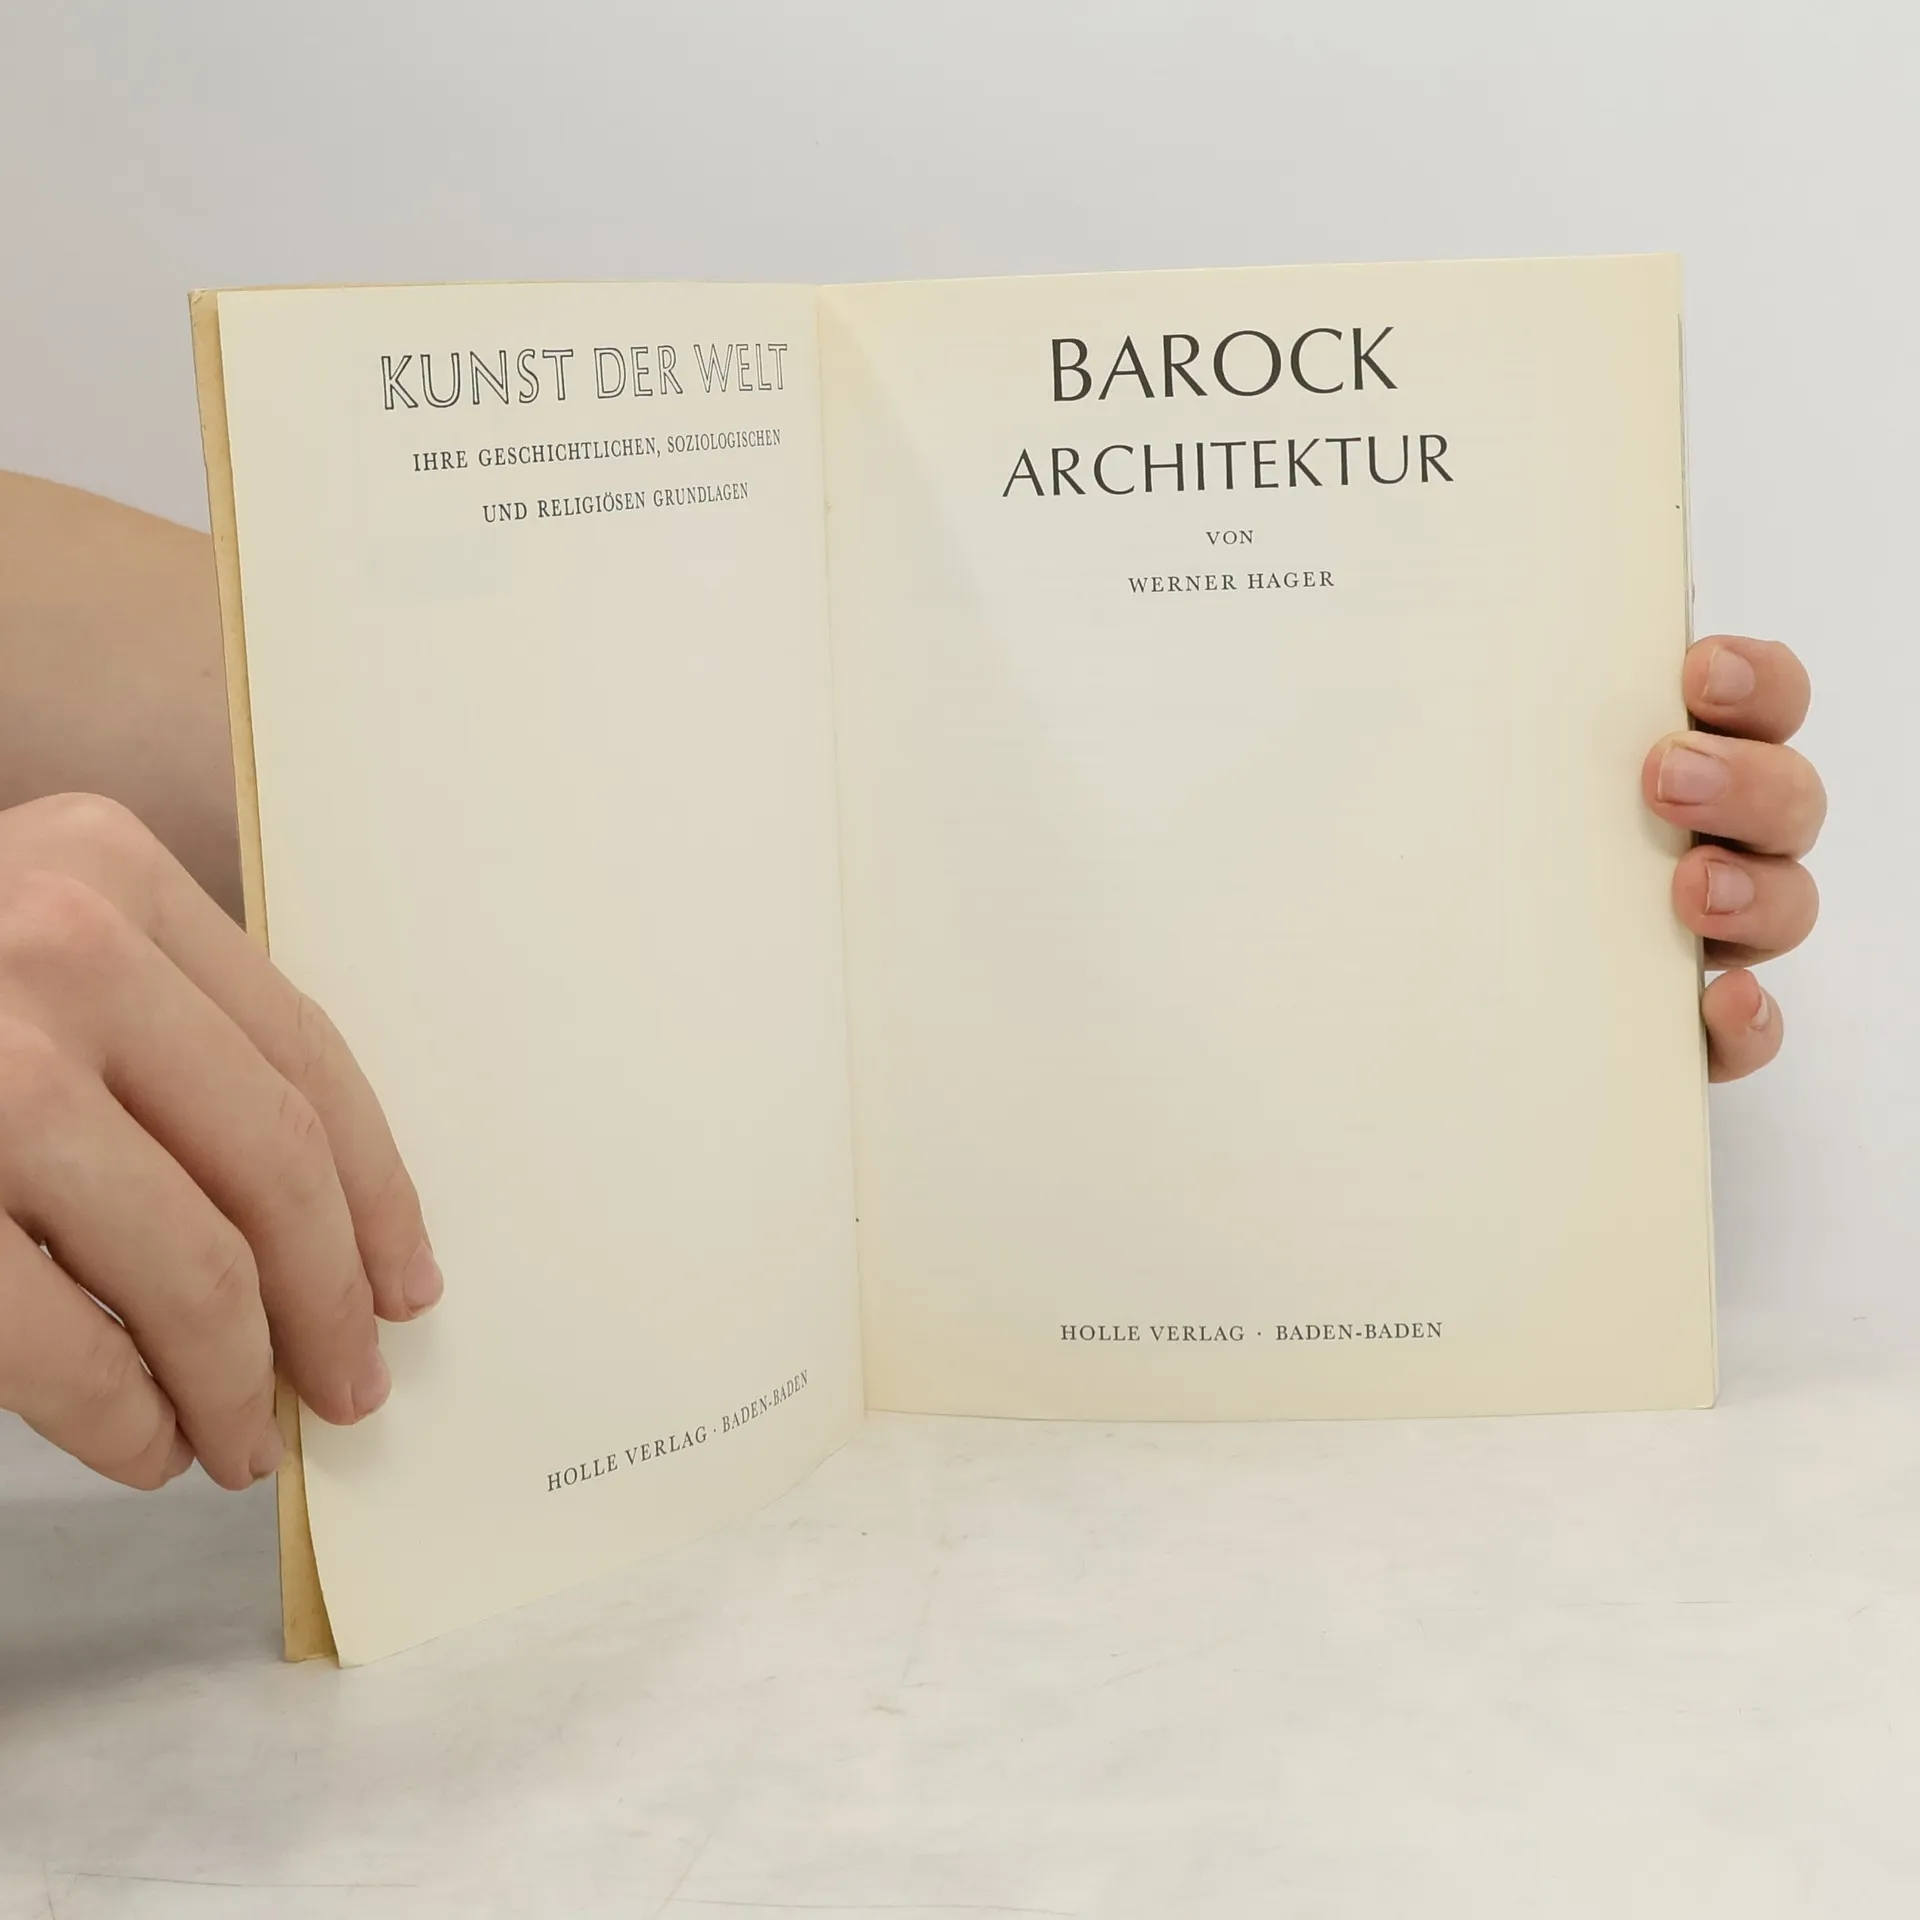 KUNST DER WELT
IHRE GESCHICHTLICHEN, SOZIOLOGISCHEN
UND RELIGIÖSEN GRUNDLAGEN
HOLLE VERLAG · BADEN-BADEN
BAROCK
ARCHITEKTUR
VON
WERNER HAGER
HOLLE VERLAG · BADEN-BADEN